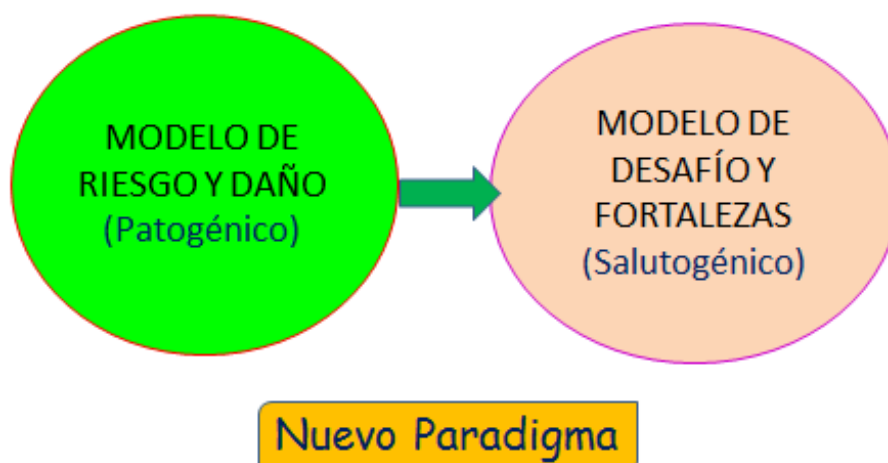 MODELO DE
RIESGO Y DAÑO
(Patogénico)
MODELO DE
DESAFÍO Y
FORTALEZAS
(Salutogénico)
Nuevo Paradigma